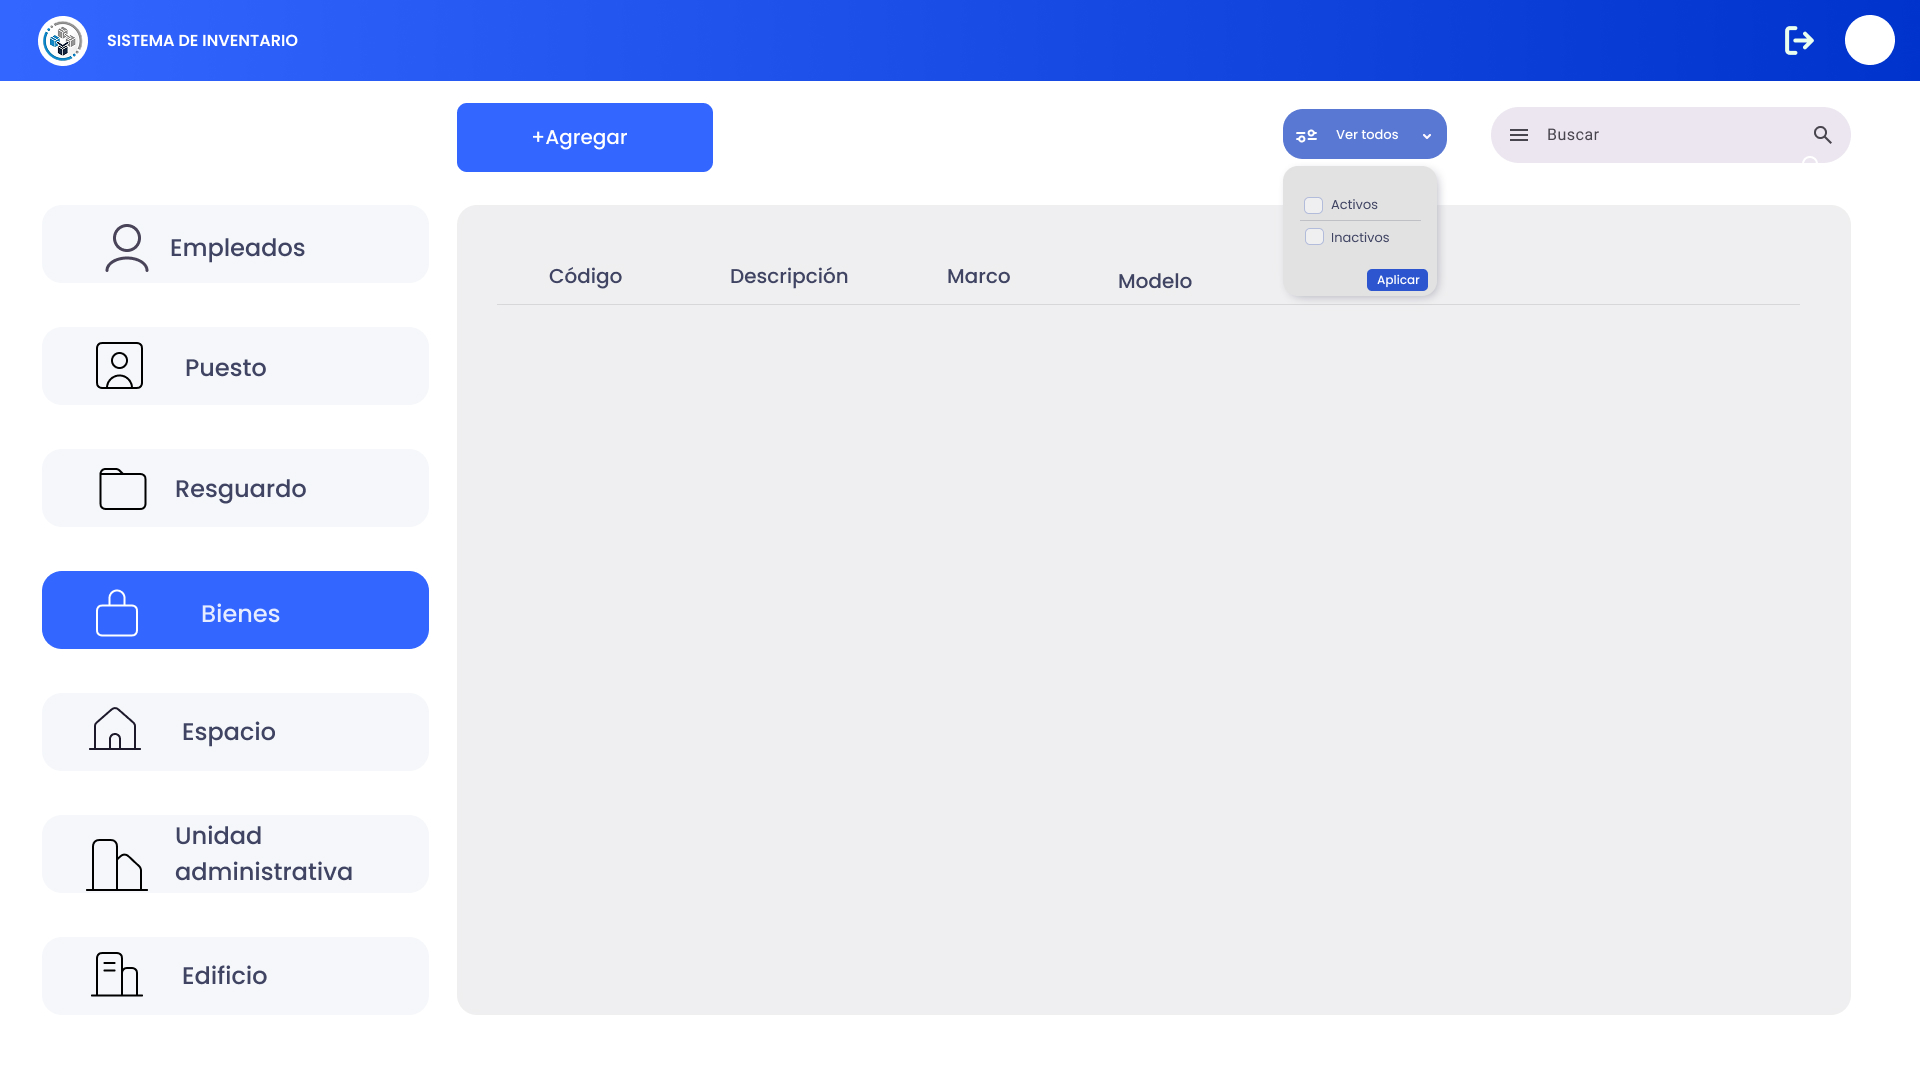 SISTEMA DE INVENTARIO
+Agregar
Ver todos
Buscar
Activos
Inactivos
Aplicar
Código
Descripción
Marco
Modelo
Empleados
Puesto
Resguardo
Bienes
Espacio
Unidad
administrativa
Edificio